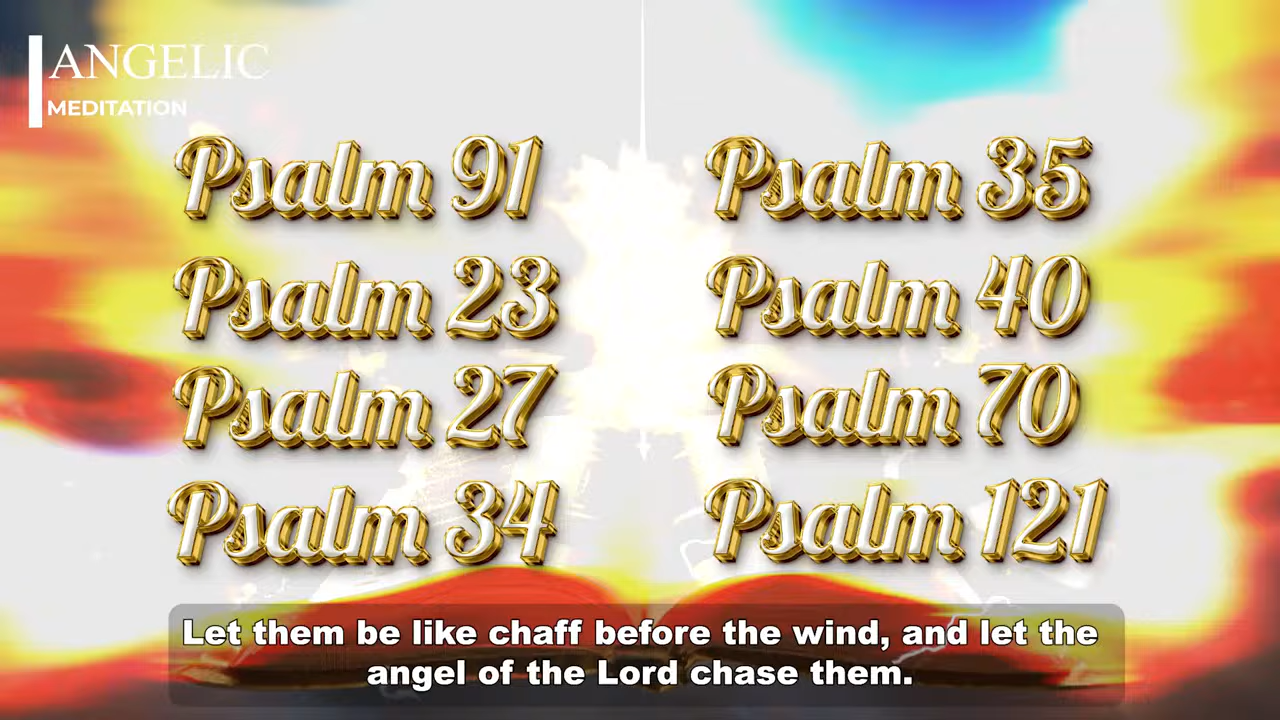 ANGELIC
MEDITATION
Psalm 91
Psalm 23
Psalm 27
Psalm 34
Psalm 35
Psalm 40
Psalm 70
Psalm 121
Let them be like chaff before the wind, and let the
angel of the Lord chase them.